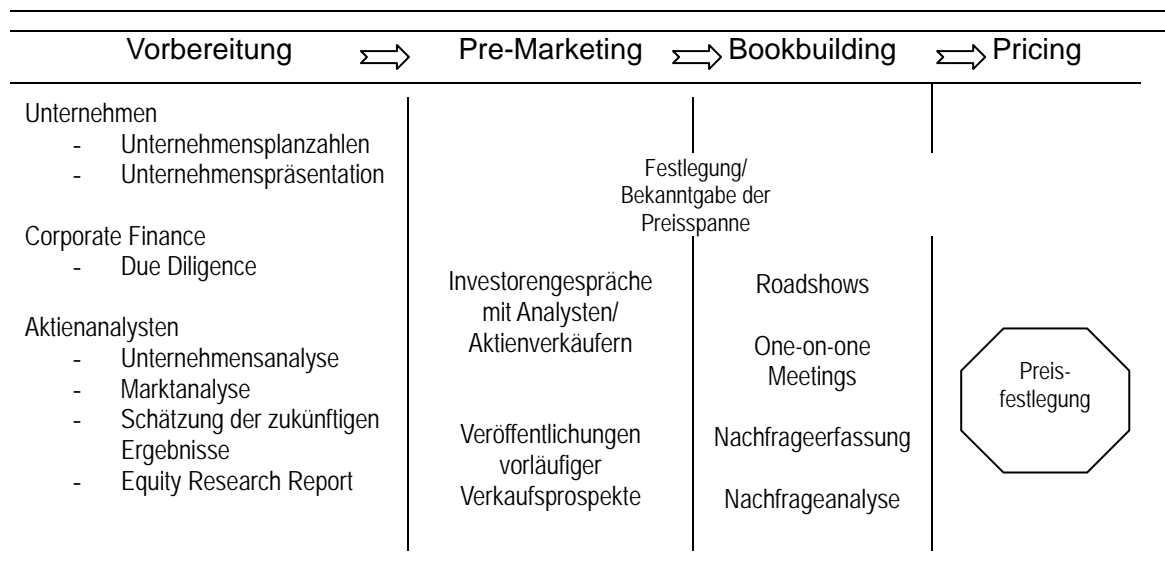 Vorbereitung
Pre-Marketing
Bookbuilding
Pricing
Unternehmen
- Unternehmensplanzahlen
- Unternehmenspräsentation
Corporate Finance
- Due Diligence
Aktienanalysten
- Unternehmensanalyse
- Marktanalyse
- Schätzung der zukünftigen
Ergebnisse
- Equity Research Report
Festlegung/
Bekanntgabe der
Preisspanne
Investorengespräche
mit Analysten/
Aktienverkäufern
Veröffentlichungen
vorläufiger
Verkaufsprospekte
Roadshows
One-on-one
Meetings
Nachfrageerfassung
Nachfrageanalyse
Preis-
festlegung